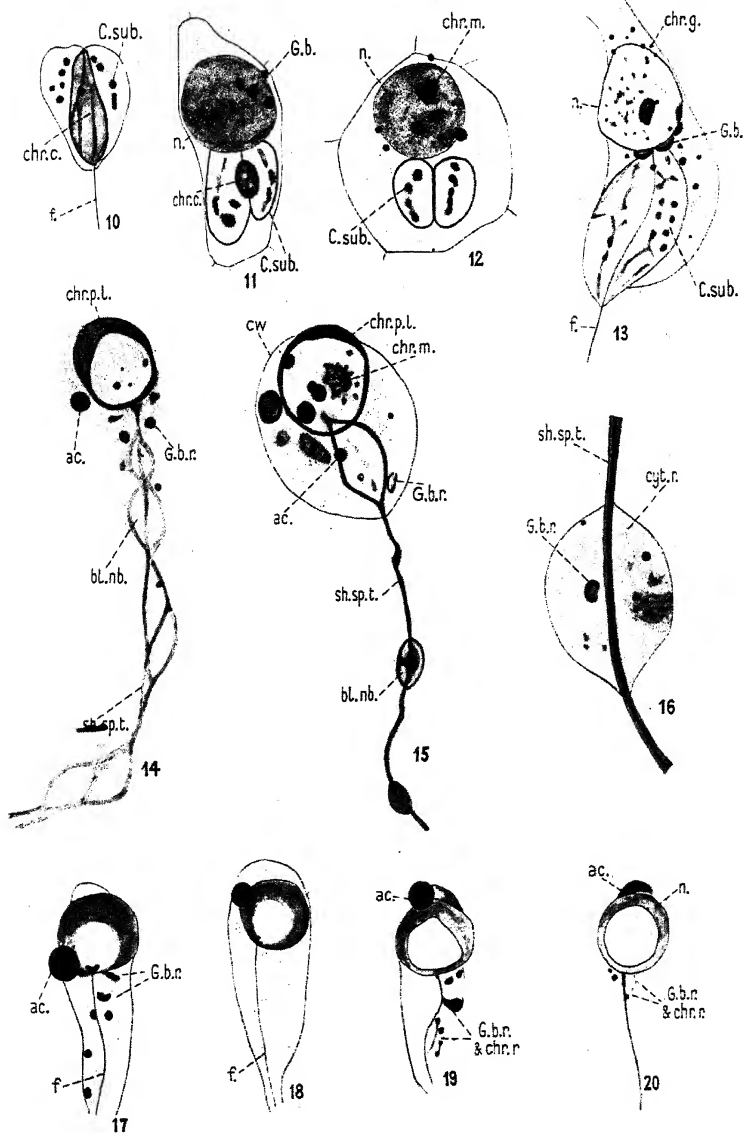 C.sub.
chr.c.
f.
10
G.b.
n.
chr.c.
C.sub.
11
chr.m.
n.
C.sub.
12
chr.g.
n.
G.b.
C.sub.
f.
13
chr.p.l.
ac.
G.b.r.
bl.nb.
sh.sp.t.
14
cw
chr.p.l.
chr.m.
ac.
G.b.r.
sh.sp.t.
bl.nb.
15
sh.sp.t.
cyt.r.
G.b.r.
16
ac.
G.b.r.
f.
17
f.
18
ac.
G.b.r.
& chr.r
19
ac.
n.
G.b.r.
& chr.r.
20